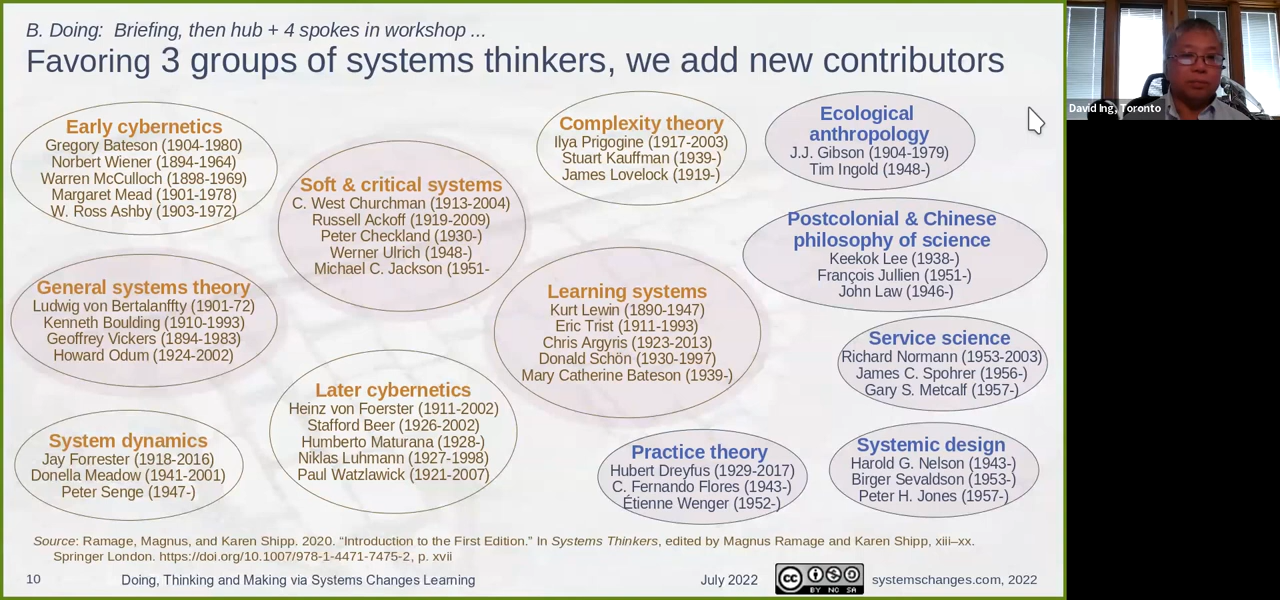 B. Doing: Briefing, then hub + 4 spokes in workshop ...
Favoring 3 groups of systems thinkers, we add new contributors
Early cybernetics
Gregory Bateson (1904-1980)
Norbert Wiener (1894-1964)
Warren McCulloch (1898-1969)
Margaret Mead (1901-1978)
W. Ross Ashby (1903-1972)
General systems theory
Ludwig von Bertalanffty (1901-72)
Kenneth Boulding (1910-1993)
Geoffrey Vickers (1894-1983)
Howard Odum (1924-2002)
System dynamics
Jay Forrester (1918-2016)
Donella Meadow (1941-2001)
Peter Senge (1947-)
Soft & critical systems
C. West Churchman (1913-2004)
Russell Ackoff (1919-2009)
Peter Checkland (1930-)
Werner Ulrich (1948-)
Michael C. Jackson (1951-
Later cybernetics
Heinz von Foerster (1911-2002)
Stafford Beer (1926-2002)
Humberto Maturana (1928-)
Niklas Luhmann (1927-1998)
Paul Watzlawick (1921-2007)
Complexity theory
Ilya Prigogine (1917-2003)
Stuart Kauffman (1939-)
James Lovelock (1919-)
Learning systems
Kurt Lewin (1890-1947)
Eric Trist (1911-1993)
Chris Argyris (1923-2013)
Donald Schön (1930-1997)
Mary Catherine Bateson (1939-)
Ecological
anthropology
J.J. Gibson (1904-1979)
Tim Ingold (1948-)
Postcolonial & Chinese
philosophy of science
Keekok Lee (1938-)
François Jullien (1951-)
John Law (1946-)
Service science
Richard Normann (1953-2003)
James C. Spohrer (1956-)
Gary S. Metcalf (1957-)
Practice theory
Hubert Dreyfus (1929-2017)
C. Fernando Flores (1943-)
Étienne Wenger (1952-)
Systemic design
Harold G. Nelson (1943-)
Birger Sevaldson (1953-)
Peter H. Jones (1957-)
Source: Ramage, Magnus, and Karen Shipp. 2020. “Introduction to the First Edition.” In Systems Thinkers, edited by Magnus Ramage and Karen Shipp, xiii–xx.
Springer London. https://doi.org/10.1007/978-1-4471-7475-2, p. xvii
10
Doing, Thinking and Making via Systems Changes Learning
July 2022
cc
BY NC SA
systemschanges.com, 2022
David Ing, Toronto